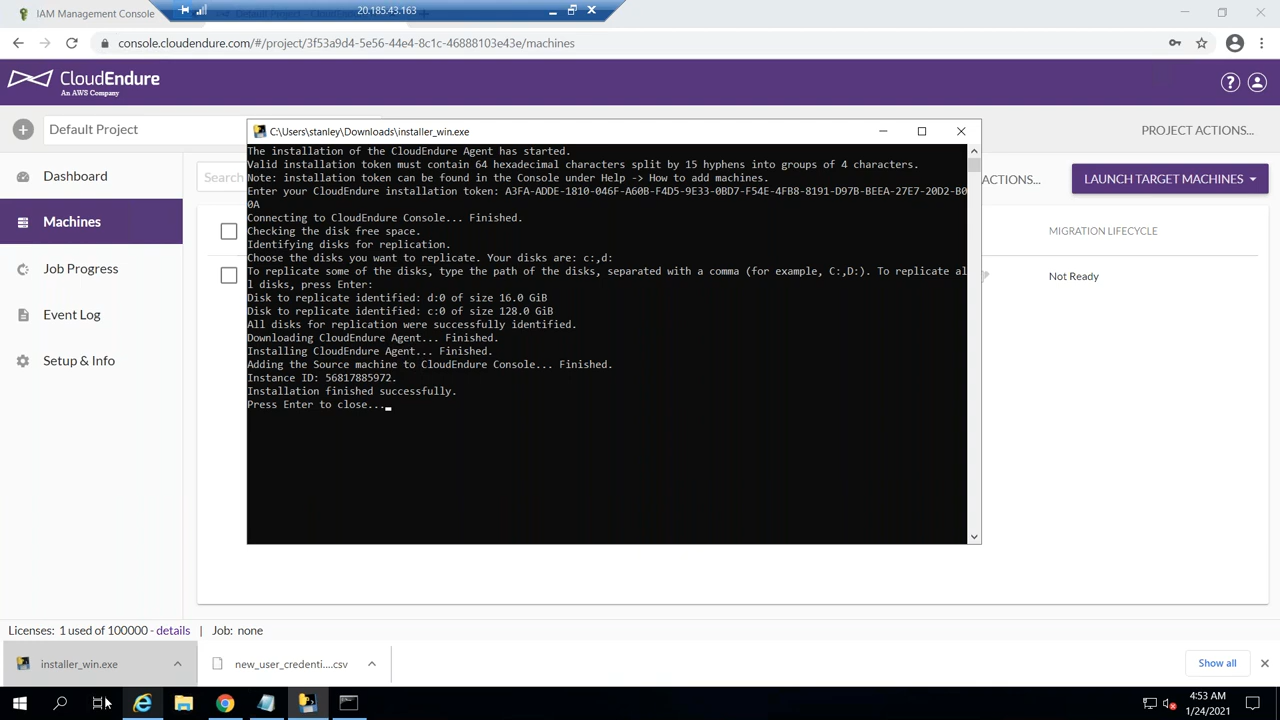 IAM Management Console
20.185.43.163
console.cloudendure.com/#/project/3f53a9d4-5e56-44e4-8c1c-46888103e43e/machines
CloudEndure
An AWS Company
Default Project
PROJECT ACTIONS...
C:\Users\stanley\Downloads\installer_win.exe
The installation of the CloudEndure Agent has started.
Valid installation token must contain 64 hexadecimal characters split by 15 hyphens into groups of 4 characters.
Note: installation token can be found in the Console under Help -> How to add machines.
Enter your CloudEndure installation token: A3FA-ADDE-1810-046F-A60B-F4D5-9E33-0BD7-F54E-4FB8-8191-D97B-BEEA-27E7-20D2-B0
0A
Connecting to CloudEndure Console... Finished.
Checking the disk free space.
Identifying disks for replication.
Choose the disks you want to replicate. Your disks are: c:,d:
To replicate some of the disks, type the path of the disks, separated with a comma (for example, C:,D:). To replicate al
l disks, press Enter:
Disk to replicate identified: d:0 of size 16.0 GiB
Disk to replicate identified: c:0 of size 128.0 GiB
All disks for replication were successfully identified.
Downloading CloudEndure Agent... Finished.
Installing CloudEndure Agent... Finished.
Adding the Source machine to CloudEndure Console... Finished.
Instance ID: 56817885972.
Installation finished successfully.
Press Enter to close...
Dashboard
Machines
Job Progress
Event Log
Setup & Info
Search
ACTIONS...
LAUNCH TARGET MACHINES
MIGRATION LIFECYCLE
Not Ready
Licenses: 1 used of 100000 - details | Job: none
installer_win.exe
new_user_credenti....csv
Show all
4:53 AM
1/24/2021